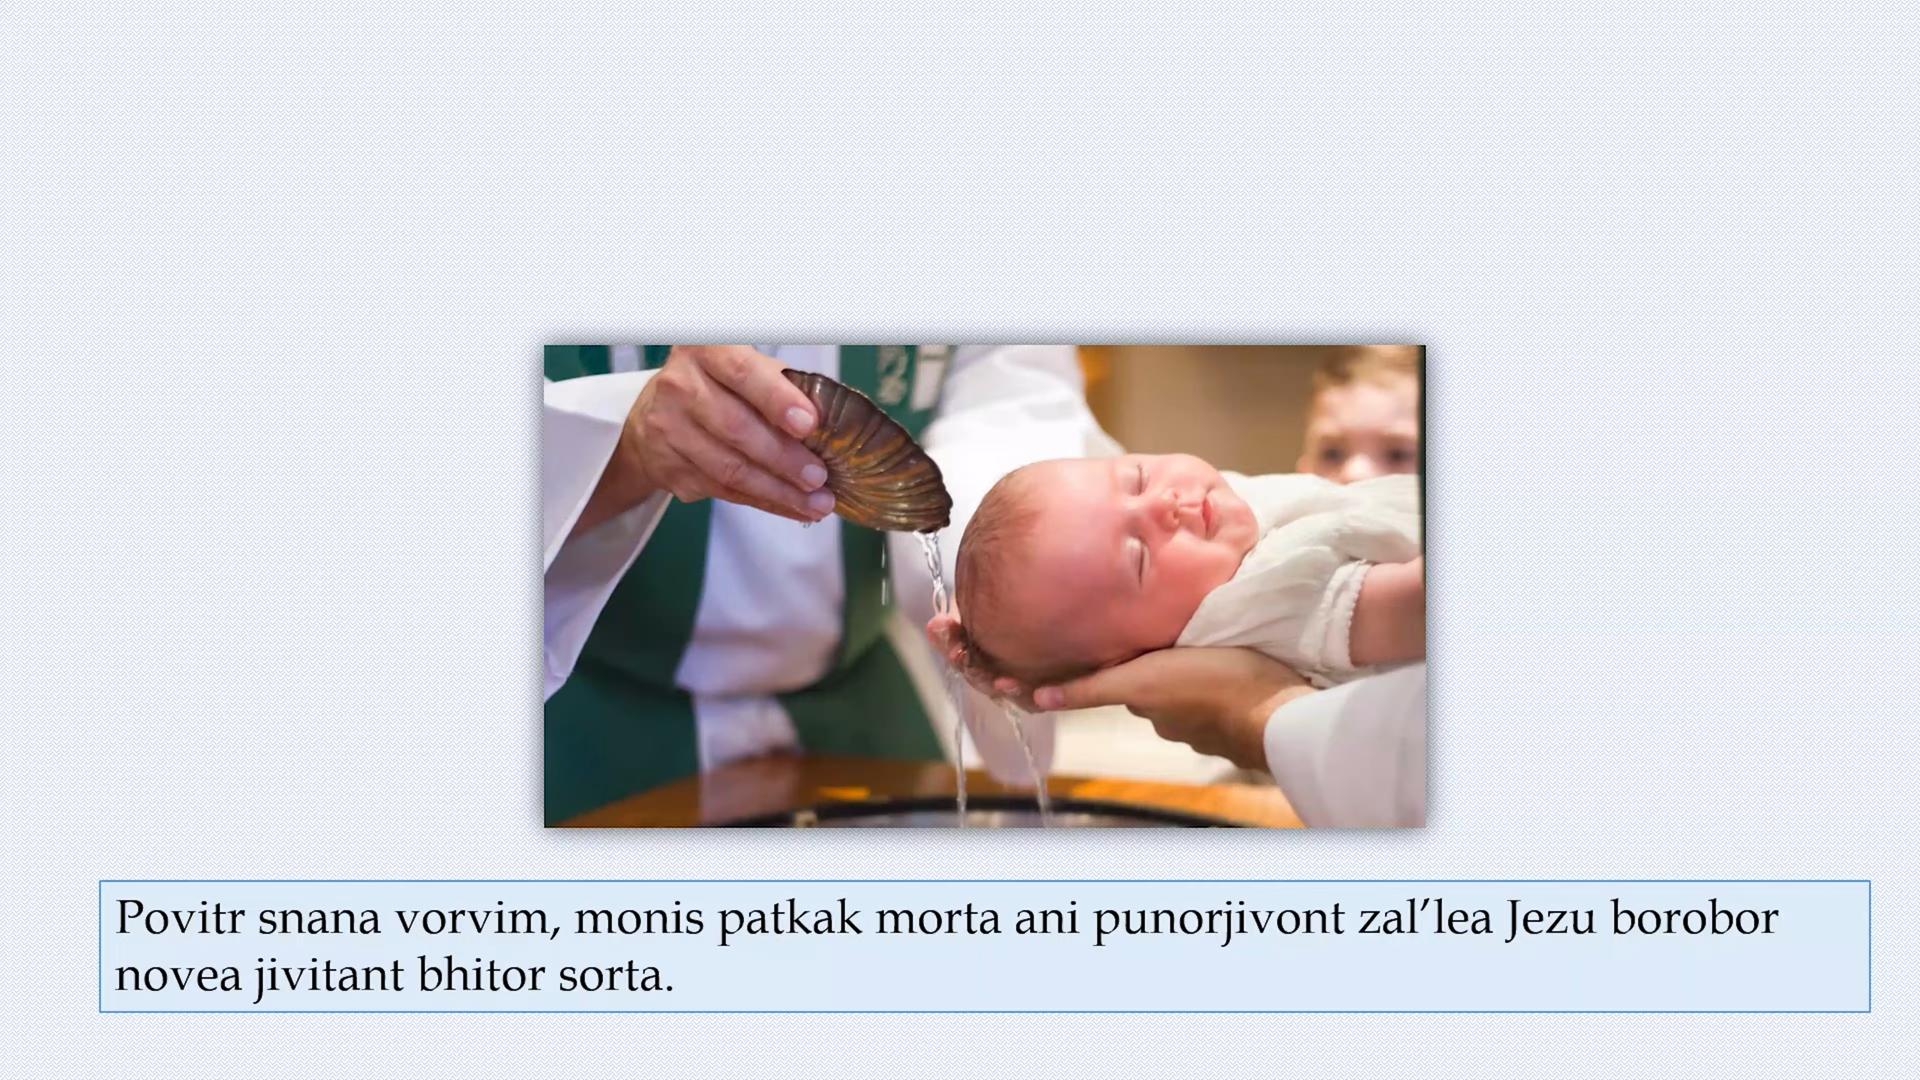 Povitr snana vorvim, monis patkak morta ani punorjivont zal’lea Jezu borobor
novea jivitant bhitor sorta.